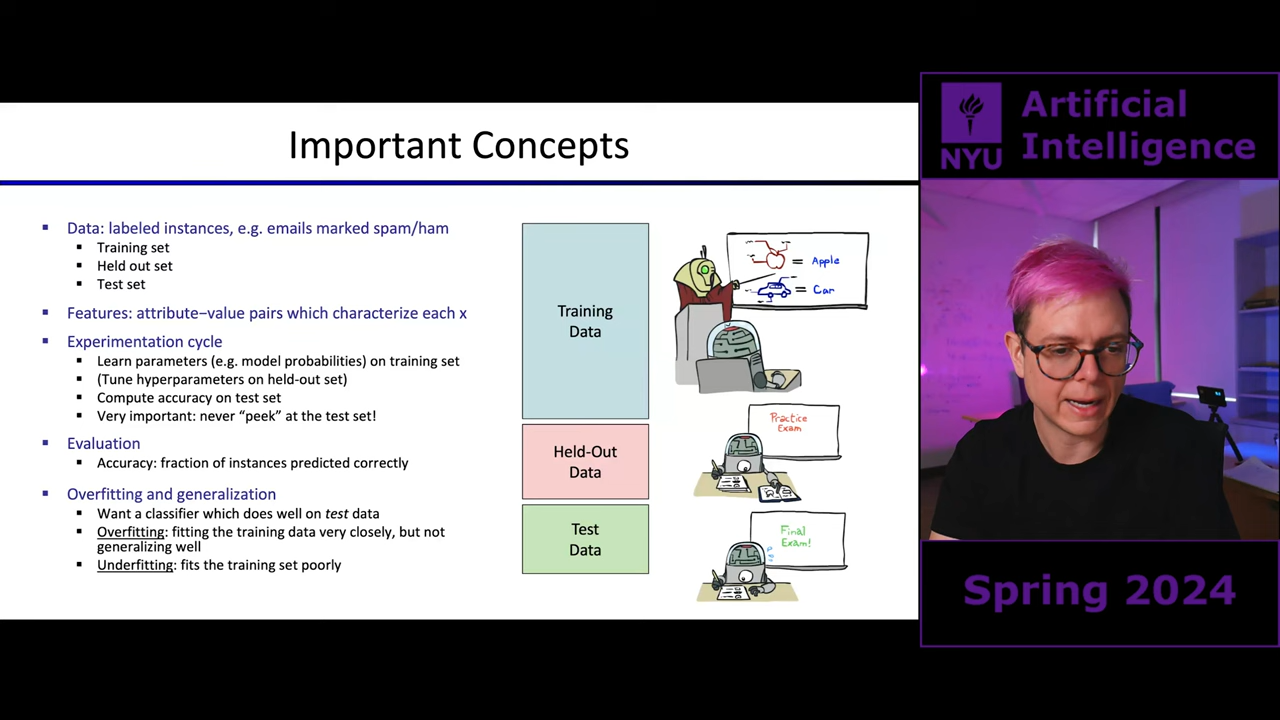 Important Concepts
Data: labeled instances, e.g. emails marked spam/ham
Training set
Held out set
Test set
Features: attribute–value pairs which characterize each x
Experimentation cycle
Learn parameters (e.g. model probabilities) on training set
(Tune hyperparameters on held-out set)
Compute accuracy on test set
Very important: never “peek” at the test set!
Evaluation
Accuracy: fraction of instances predicted correctly
Overfitting and generalization
Want a classifier which does well on test data
Overfitting: fitting the training data very closely, but not
generalizing well
Underfitting: fits the training set poorly
Training
Data
Held-Out
Data
Test
Data
= Apple
= Car
Practice
Exam
Final
Exam!
NYU
Artificial
Intelligence
Spring 2024